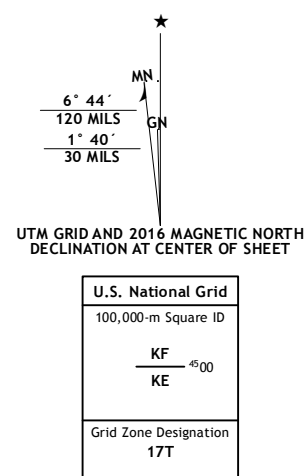 ★
MN
6° 44´
120 MILS
GN
1° 40´
30 MILS
UTM GRID AND 2016 MAGNETIC NORTH
DECLINATION AT CENTER OF SHEET
U.S. National Grid
100,000-m Square ID
KF
⁴⁵00
KE
Grid Zone Designation
17T